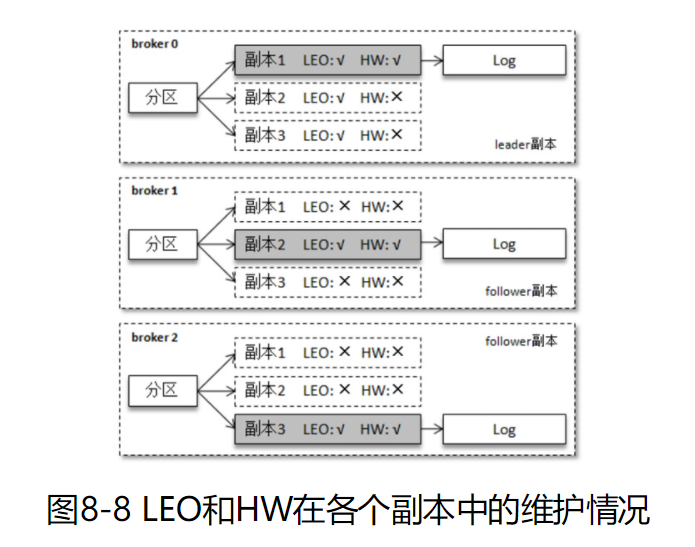 broker 0
副本1 LEO:√ HW:√
Log
分区
副本2 LEO:√ HW:×
副本3 LEO:√ HW:×
leader副本
broker 1
副本1 LEO:× HW:×
分区
副本2 LEO:√ HW:√
Log
副本3 LEO:× HW:×
follower副本
broker 2
follower副本
副本1 LEO:× HW:×
分区
副本2 LEO:× HW:×
副本3 LEO:√ HW:√
Log
图8-8 LEO和HW在各个副本中的维护情况